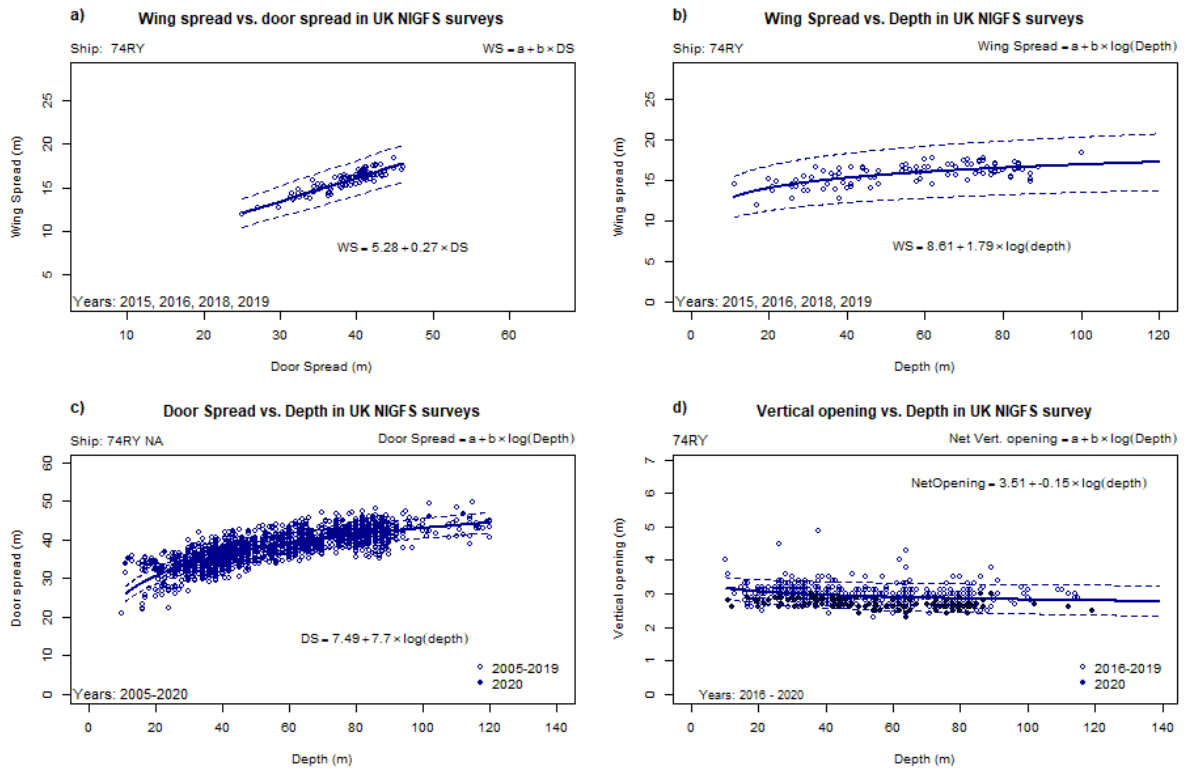 a) Wing spread vs. door spread in UK NIGFS surveys
Ship: 74RY WS = a + b × DS
25
20
15
10
5
Wing Spread (m)
WS = 5.28 + 0.27 × DS
Years: 2015, 2016, 2018, 2019
10 20 30 40 50 60
Door Spread (m)
b) Wing Spread vs. Depth in UK NIGFS surveys
Ship: 74RY Wing Spread = a + b × log(Depth)
25
20
15
10
5
0
Wing spread (m)
WS = 8.61 + 1.79 × log(depth)
Years: 2015, 2016, 2018, 2019
0 20 40 60 80 100 120
Depth (m)
c) Door Spread vs. Depth in UK NIGFS surveys
Ship: 74RY NA Door Spread = a + b × log(Depth)
60
50
40
30
20
10
0
Door spread (m)
DS = 7.49 + 7.7 × log(depth)
2005-2019
2020
Years: 2005-2020
0 20 40 60 80 100 120 140
Depth (m)
d) Vertical opening vs. Depth in UK NIGFS survey
74RY Net Vert. opening = a + b × log(Depth)
7
6
5
4
3
2
1
0
Vertical opening (m)
NetOpening = 3.51 + -0.15 × log(depth)
2016-2019
2020
Years: 2016 - 2020
0 20 40 60 80 100 120 140
Depth (m)